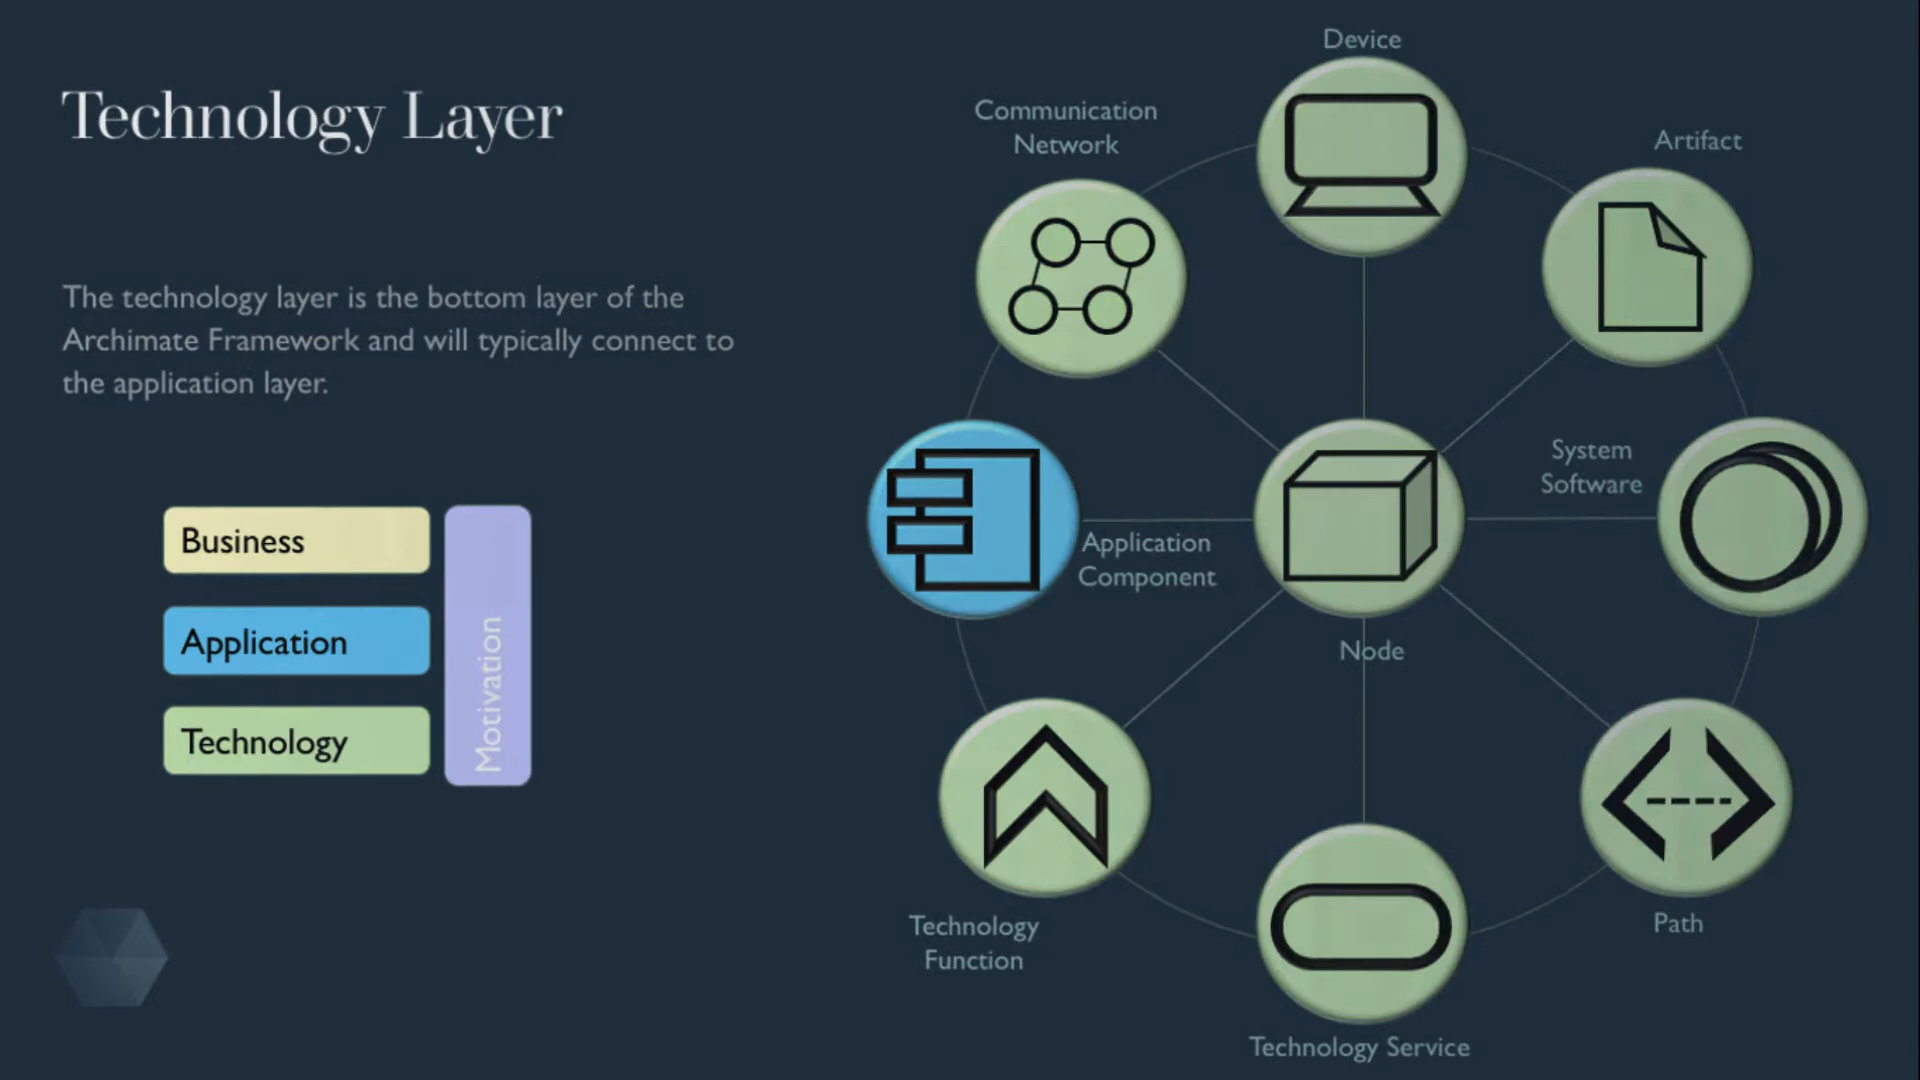 Technology Layer
The technology layer is the bottom layer of the
Archimate Framework and will typically connect to
the application layer.
Business
Application
Technology
Motivation
Device
Communication
Network
Artifact
System
Software
Application
Component
Node
Technology
Function
Path
Technology Service